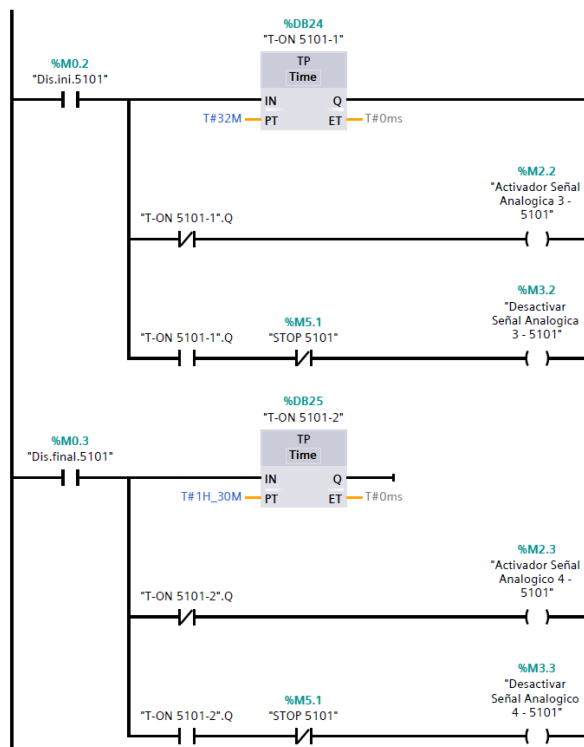 %DB24
"T-ON 5101-1"
%M0.2
"Dis.ini.5101"
TP
Time
IN Q
T#32M PT ET T#0ms
%M2.2
"Activador Señal
Analogica 3 -
5101"
"T-ON 5101-1".Q
%M3.2
"Desactivar
Señal Analogica
3 - 5101"
"T-ON 5101-1".Q
%M5.1
"STOP 5101"
%DB25
"T-ON 5101-2"
%M0.3
"Dis.final.5101"
TP
Time
IN Q
T#1H_30M PT ET T#0ms
%M2.3
"Activador Señal
Analogico 4 -
5101"
"T-ON 5101-2".Q
%M3.3
"Desactivar
Señal Analogico
4 - 5101"
"T-ON 5101-2".Q
%M5.1
"STOP 5101"